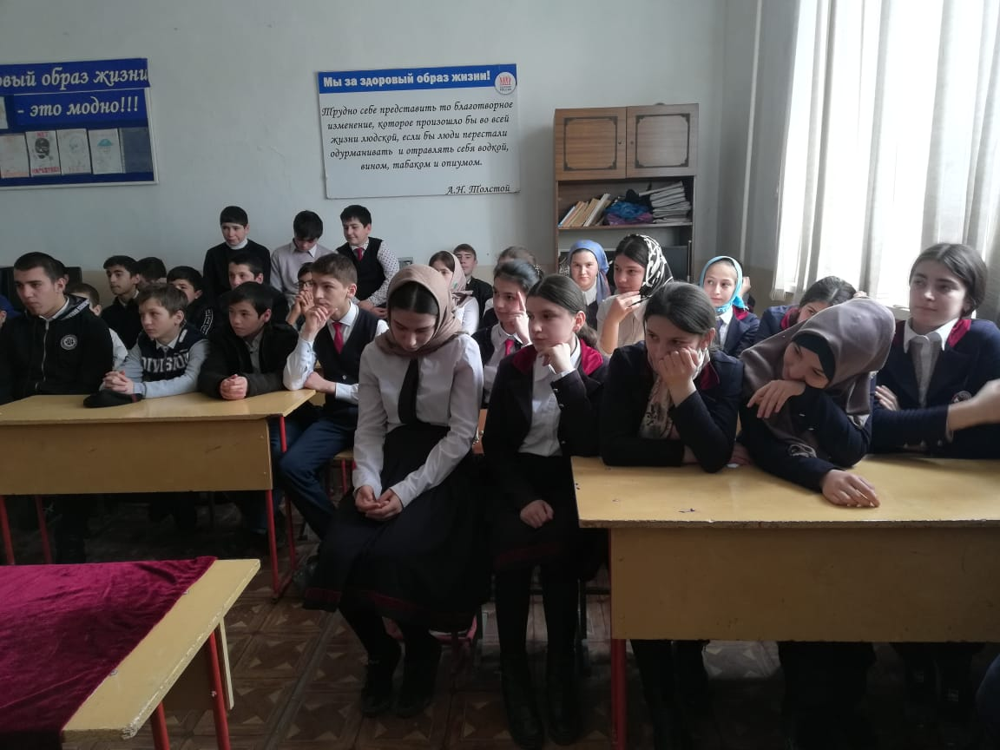 овый образ жизни
- это модно!!!
Мы за здоровый образ жизни!
Трудно себе представить то благотворное
изменение, которое произошло бы во всей
жизни людской, если бы люди перестали
одурманивать и отравлять себя водкой,
вином, табаком и опиумом.
А.Н. Толстой
DIVISION